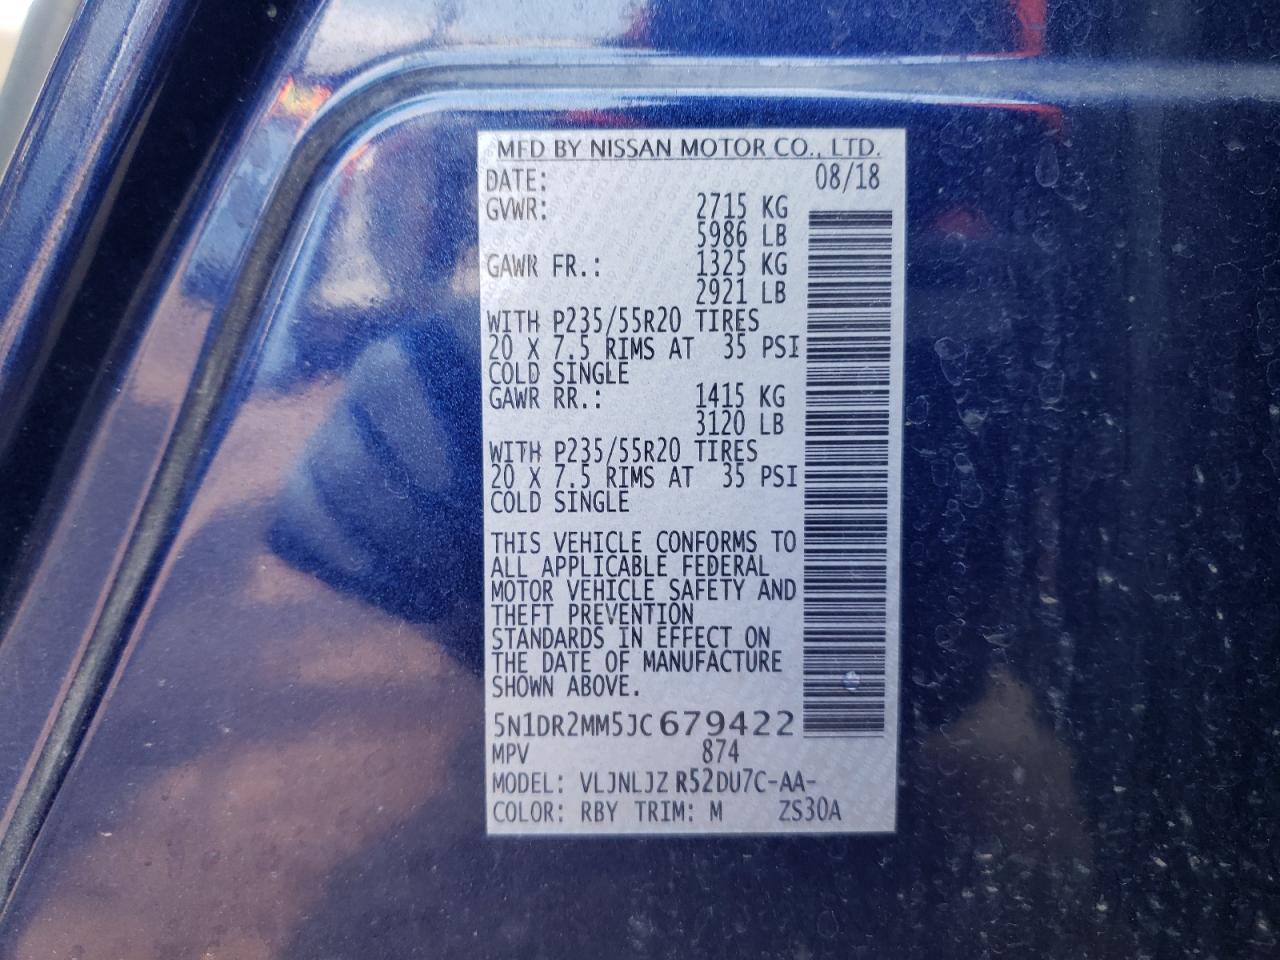 MFD BY NISSAN MOTOR CO., LTD.
DATE: 08/18
GVWR: 2715 KG
5986 LB
GAWR FR.: 1325 KG
2921 LB
WITH P235/55R20 TIRES
20 X 7.5 RIMS AT 35 PSI
COLD SINGLE
GAWR RR.: 1415 KG
3120 LB
WITH P235/55R20 TIRES
20 X 7.5 RIMS AT 35 PSI
COLD SINGLE
THIS VEHICLE CONFORMS TO
ALL APPLICABLE FEDERAL
MOTOR VEHICLE SAFETY AND
THEFT PREVENTION
STANDARDS IN EFFECT ON
THE DATE OF MANUFACTURE
SHOWN ABOVE.
5N1DR2MM5JC679422
MPV 874
MODEL: VLJNLJZ R52DU7C-AA-
COLOR: RBY TRIM: M ZS30A